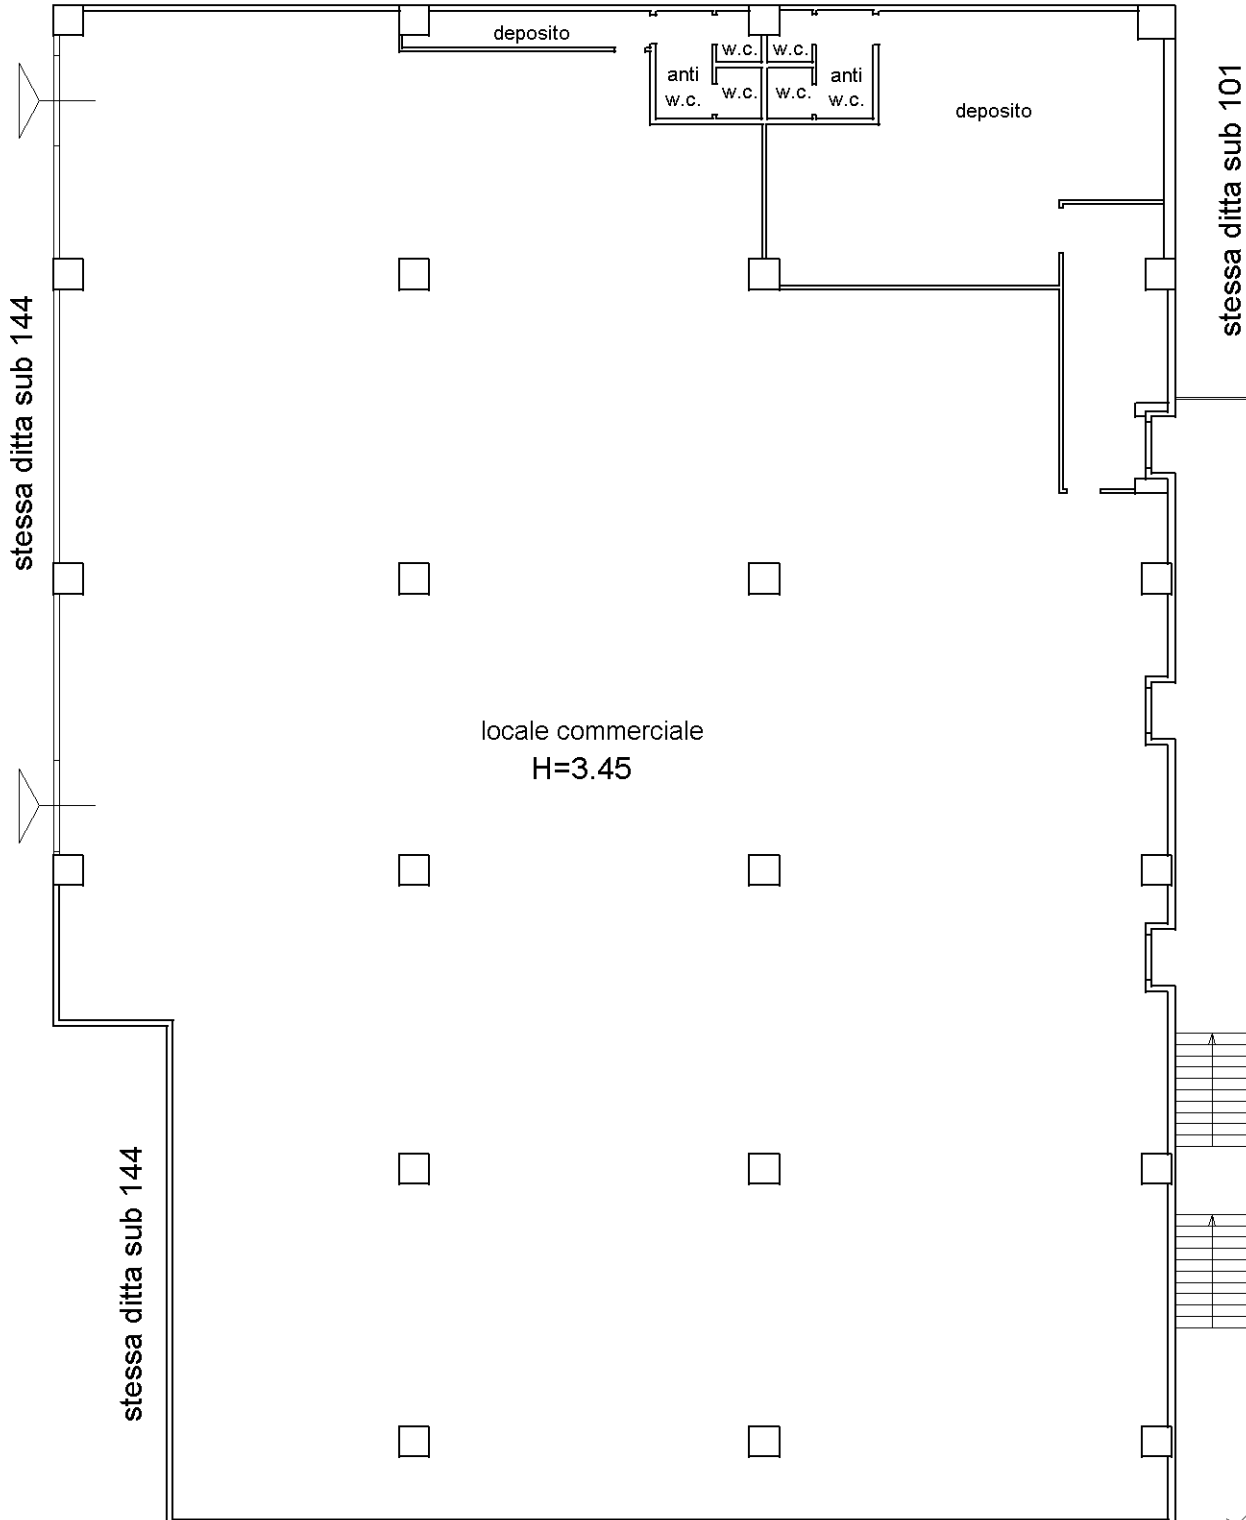 deposito
w.c.
w.c.
anti
w.c.
w.c.
w.c.
anti
w.c.
deposito
stessa ditta sub 101
stessa ditta sub 144
locale commerciale
H=3.45
stessa ditta sub 144